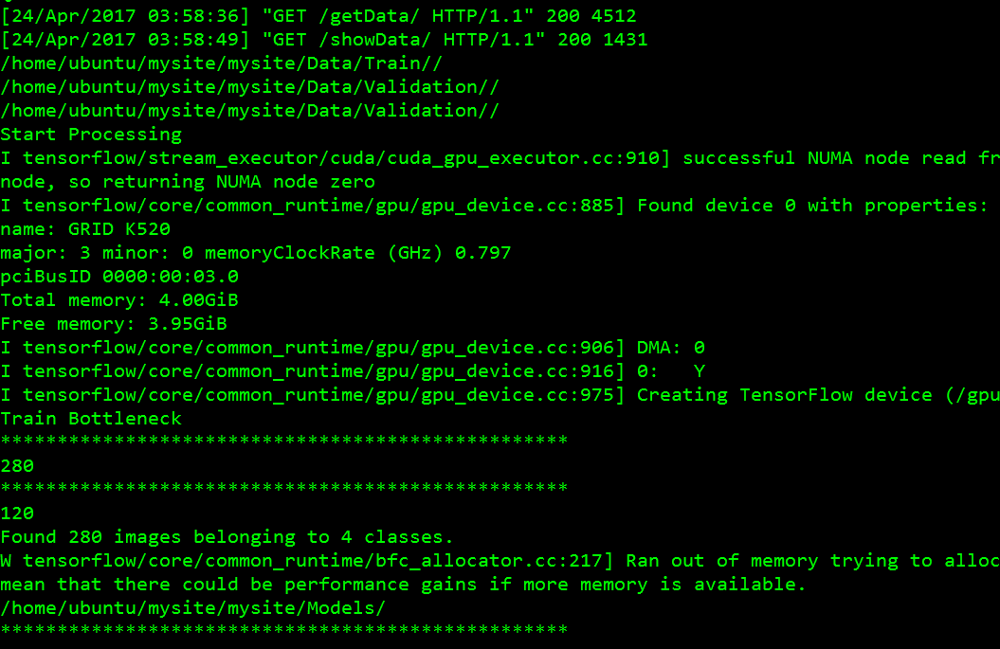 [24/Apr/2017 03:58:36] "GET /getData/ HTTP/1.1" 200 4512
[24/Apr/2017 03:58:49] "GET /showData/ HTTP/1.1" 200 1431
/home/ubuntu/mysite/mysite/Data/Train//
/home/ubuntu/mysite/mysite/Data/Validation//
/home/ubuntu/mysite/mysite/Data/Validation//
Start Processing
I tensorflow/stream_executor/cuda/cuda_gpu_executor.cc:910] successful NUMA node read fr
node, so returning NUMA node zero
I tensorflow/core/common_runtime/gpu/gpu_device.cc:885] Found device 0 with properties:
name: GRID K520
major: 3 minor: 0 memoryClockRate (GHz) 0.797
pciBusID 0000:00:03.0
Total memory: 4.00GiB
Free memory: 3.95GiB
I tensorflow/core/common_runtime/gpu/gpu_device.cc:906] DMA: 0
I tensorflow/core/common_runtime/gpu/gpu_device.cc:916] 0:   Y
I tensorflow/core/common_runtime/gpu/gpu_device.cc:975] Creating TensorFlow device (/gpu
Train Bottleneck
**************************************************
280
**************************************************
120
Found 280 images belonging to 4 classes.
W tensorflow/core/common_runtime/bfc_allocator.cc:217] Ran out of memory trying to alloc
mean that there could be performance gains if more memory is available.
/home/ubuntu/mysite/mysite/Models/
**************************************************